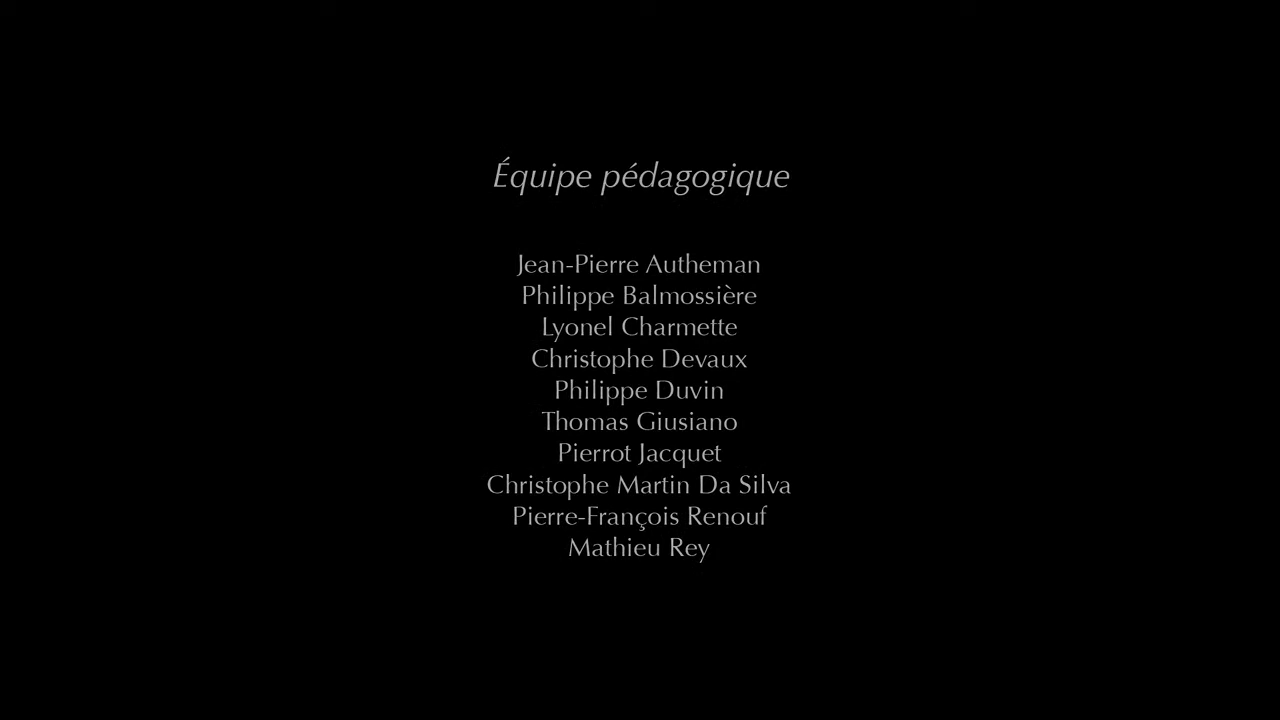 Équipe pédagogique
Jean-Pierre Autheman
Philippe Balmossière
Lyonel Charmette
Christophe Devaux
Philippe Duvin
Thomas Giusiano
Pierrot Jacquet
Christophe Martin Da Silva
Pierre-François Renouf
Mathieu Rey